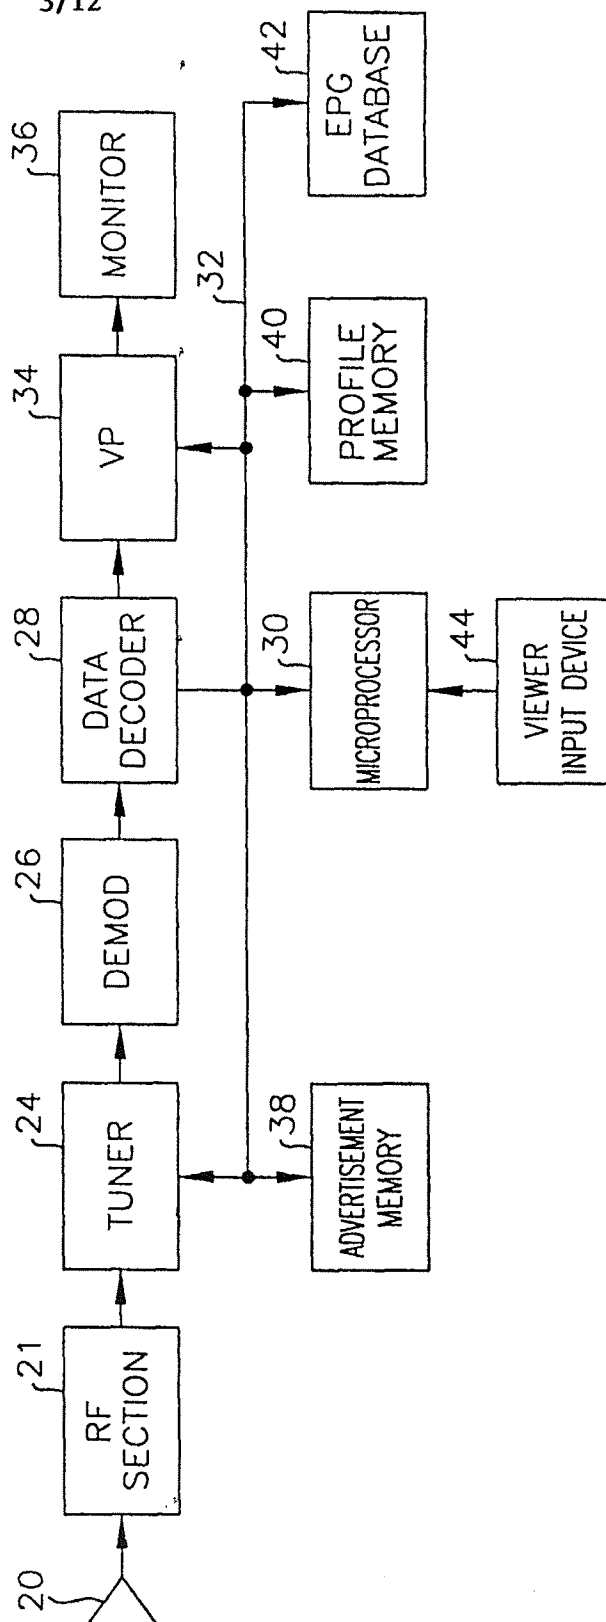 3/12
20
21
RF
SECTION
24
TUNER
26
DEMOD
28
DATA
DECODER
34
VP
36
MONITOR
32
38
ADVERTISEMENT
MEMORY
30
MICROPROCESSOR
40
PROFILE
MEMORY
42
EPG
DATABASE
44
VIEWER
INPUT DEVICE